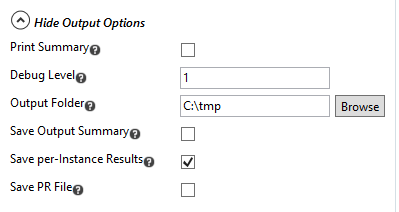 Hide Output Options
Print Summary
Debug Level 1
Output Folder C:\tmp Browse
Save Output Summary
Save per-Instance Results
Save PR File